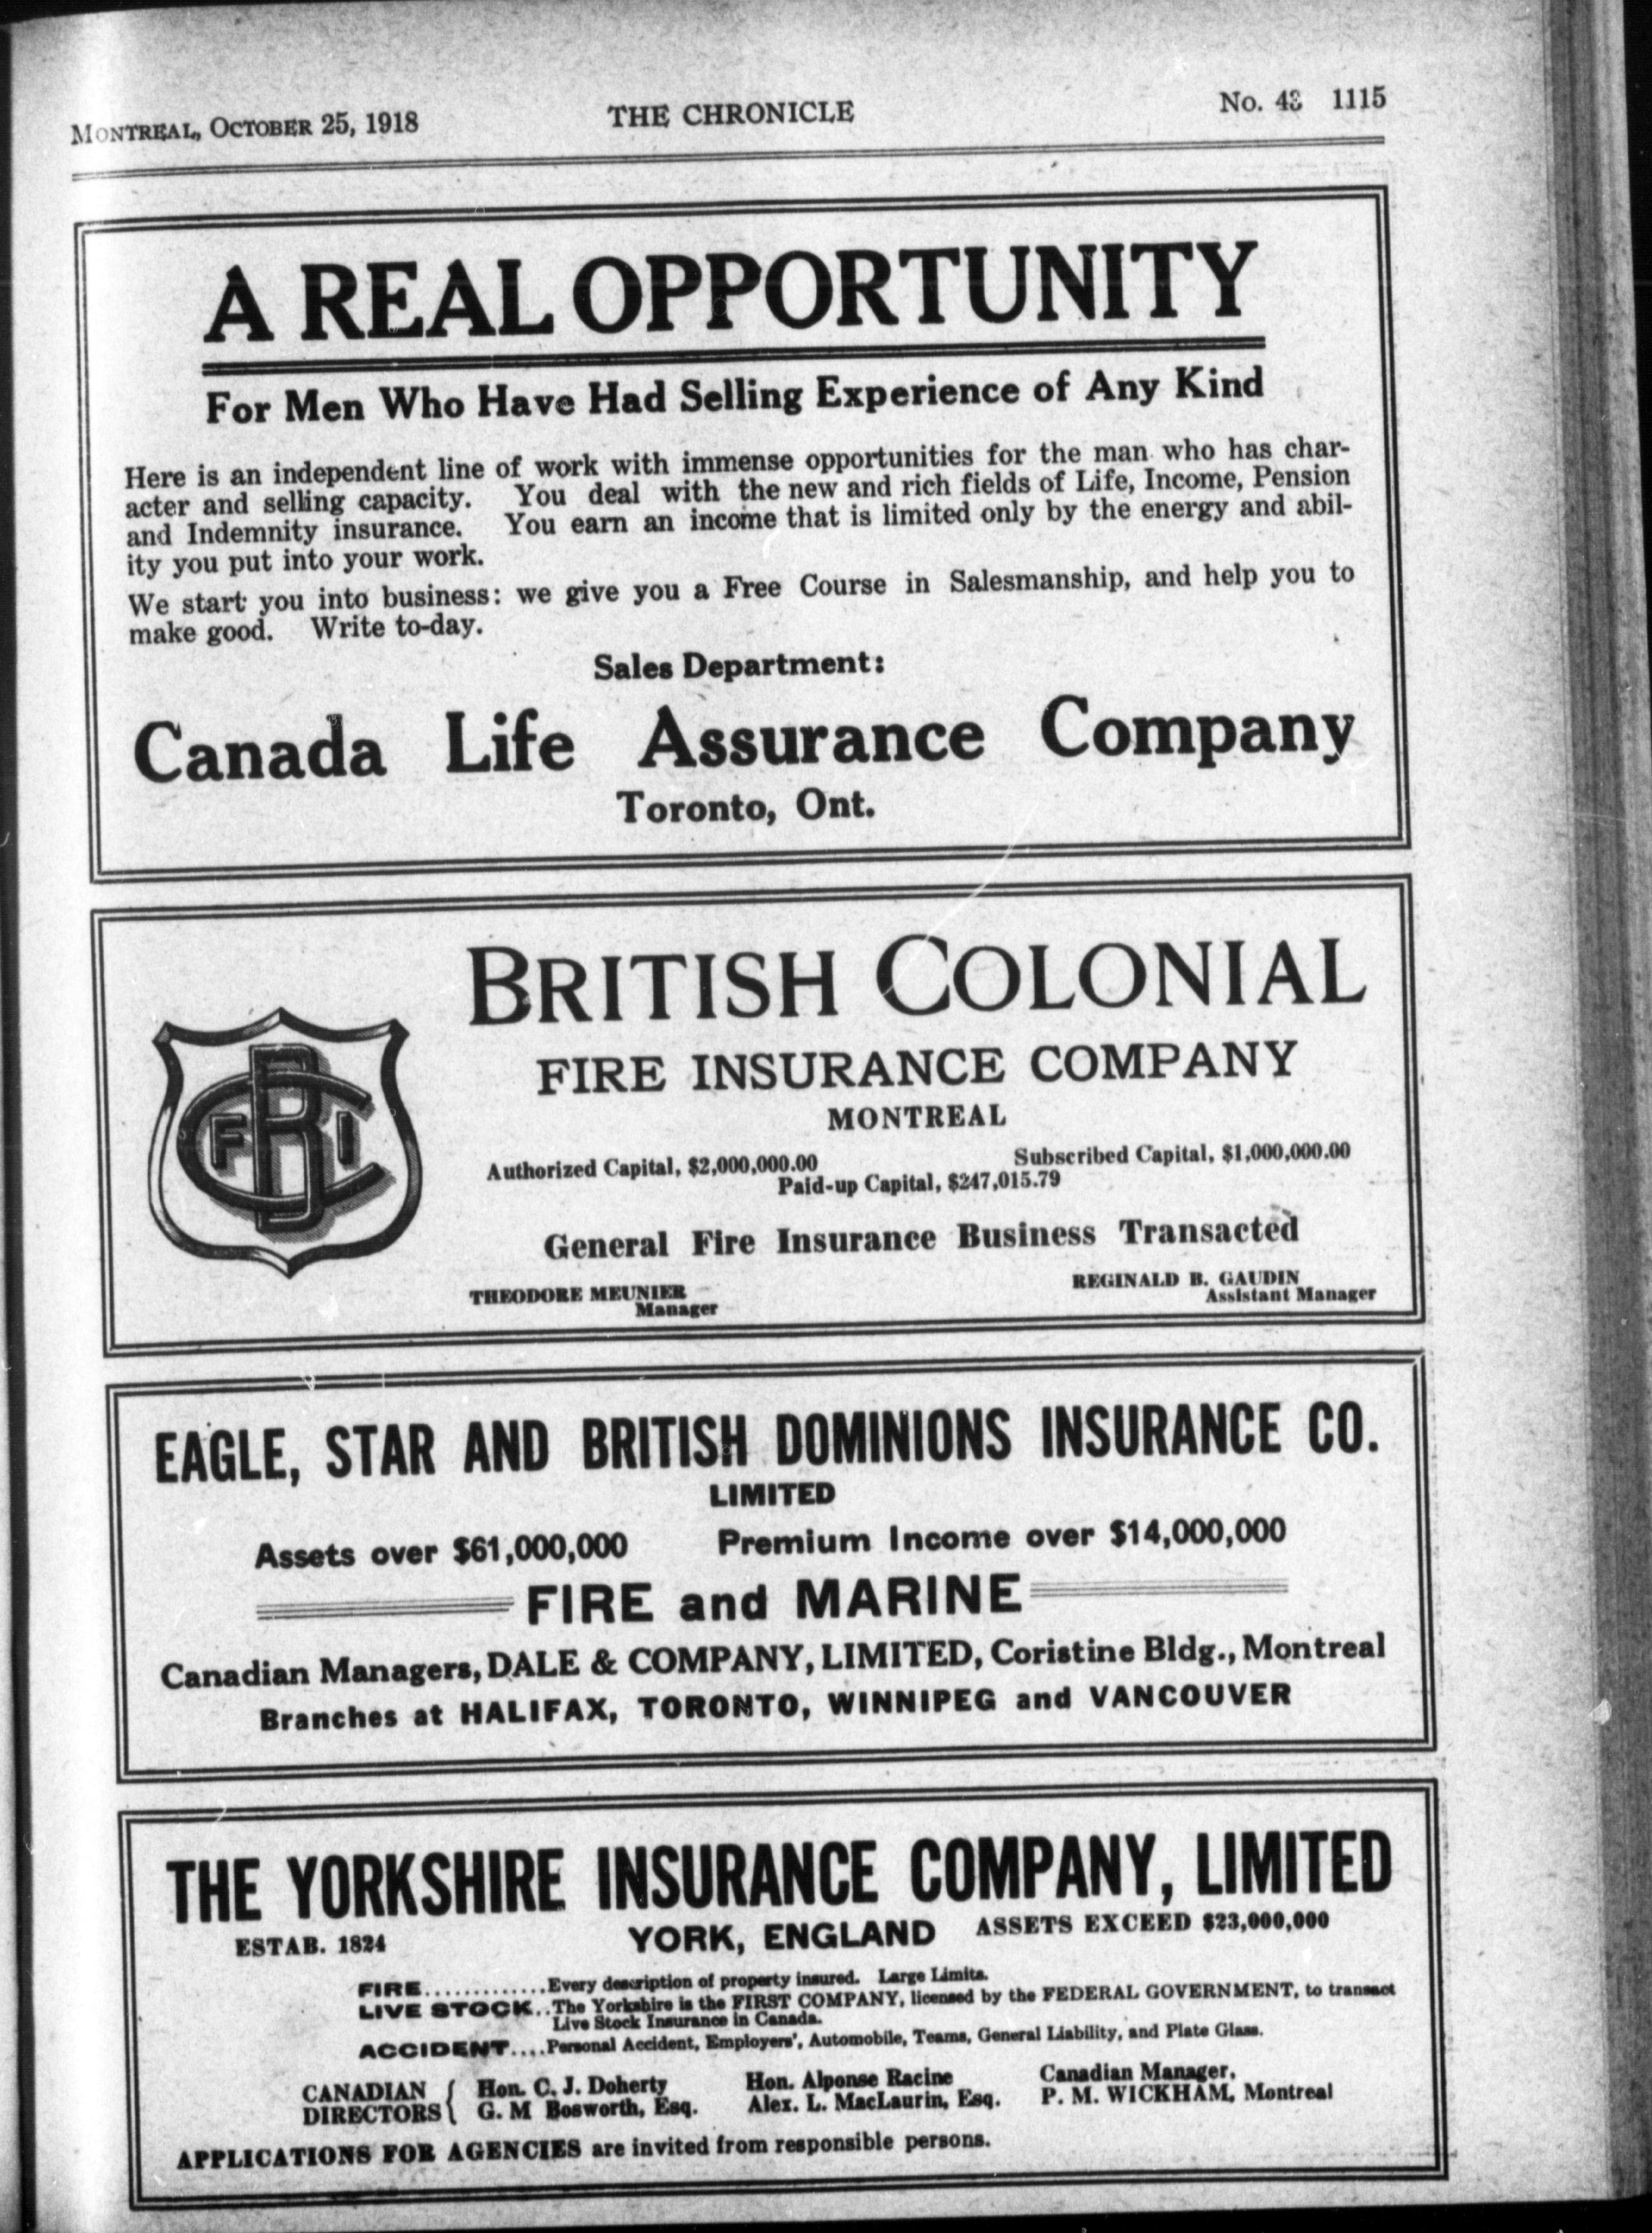 MONTREAL, OCTOBER 25, 1918 THE CHRONICLE No. 43 1115
A REAL OPPORTUNITY
For Men Who Have Had Selling Experience of Any Kind
Here is an independent line of work with immense opportunities for the man who has char-
acter and selling capacity. You deal with the new and rich fields of Life, Income, Pension
and Indemnity insurance. You earn an income that is limited only by the energy and abil-
ity you put into your work.
We start you into business: we give you a Free Course in Salesmanship, and help you to
make good. Write to-day.
Sales Department:
Canada Life Assurance Company
Toronto, Ont.
BRITISH COLONIAL
FIRE INSURANCE COMPANY
MONTREAL
BCFI
Authorized Capital, $2,000,000.00 Subscribed Capital, $1,000,000.00
Paid-up Capital, $247,015.79
General Fire Insurance Business Transacted
THEODORE MEUNIER REGINALD B. GAUDIN
Manager Assistant Manager
EAGLE, STAR AND BRITISH DOMINIONS INSURANCE CO.
LIMITED
Assets over $61,000,000 Premium Income over $14,000,000
FIRE and MARINE
Canadian Managers, DALE & COMPANY, LIMITED, Coristine Bldg., Montreal
Branches at HALIFAX, TORONTO, WINNIPEG and VANCOUVER
THE YORKSHIRE INSURANCE COMPANY, LIMITED
ESTAB. 1824 YORK, ENGLAND ASSETS EXCEED $23,000,000
FIRE.............Every description of property insured. Large Limits.
LIVE STOCK..The Yorkshire is the FIRST COMPANY, licensed by the FEDERAL GOVERNMENT, to transact
Live Stock Insurance in Canada.
ACCIDENT....Personal Accident, Employers', Automobile, Teams, General Liability, and Plate Glass.
CANADIAN { Hon. C. J. Doherty Hon. Alponse Racine Canadian Manager,
DIRECTORS { G. M Bosworth, Esq. Alex. L. MacLaurin, Esq. P. M. WICKHAM, Montreal
APPLICATIONS FOR AGENCIES are invited from responsible persons.